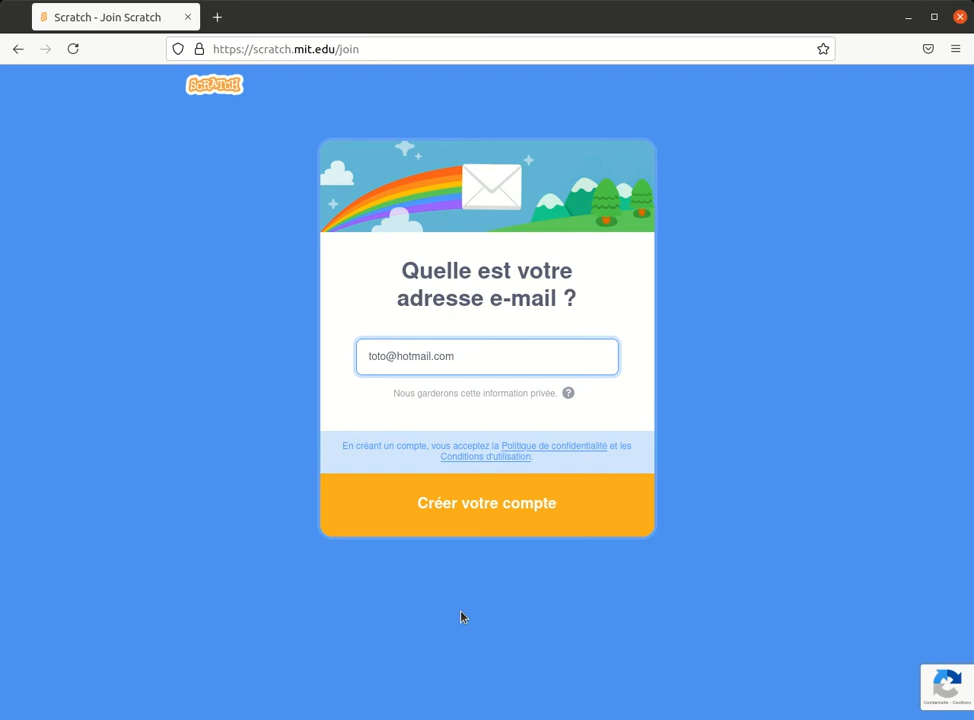 Scratch - Join Scratch
https://scratch.mit.edu/join
SCRATCH
Quelle est votre
adresse e-mail ?
toto@hotmail.com
Nous garderons cette information privée. ?
En créant un compte, vous acceptez la Politique de confidentialité et les
Conditions d'utilisation.
Créer votre compte
Confidentialité - Conditions